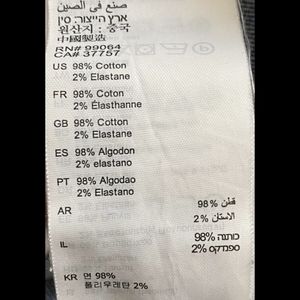 صنع في الصين
ארץ הייצור: סין
원산지: 중국
中國製造
RN# 99064
CA# 37757
US 98% Cotton
2% Elastane
FR 98% Cotton
2% Élasthanne
GB 98% Cotton
2% Elastane
ES 98% Algodon
2% elastano
PT 98% Algodao
2% Elastano
AR
قطن 98%
الاستان 2%
IL
כותנה 98%
ספנדקס 2%
KR 면 98%
폴리우레탄 2%